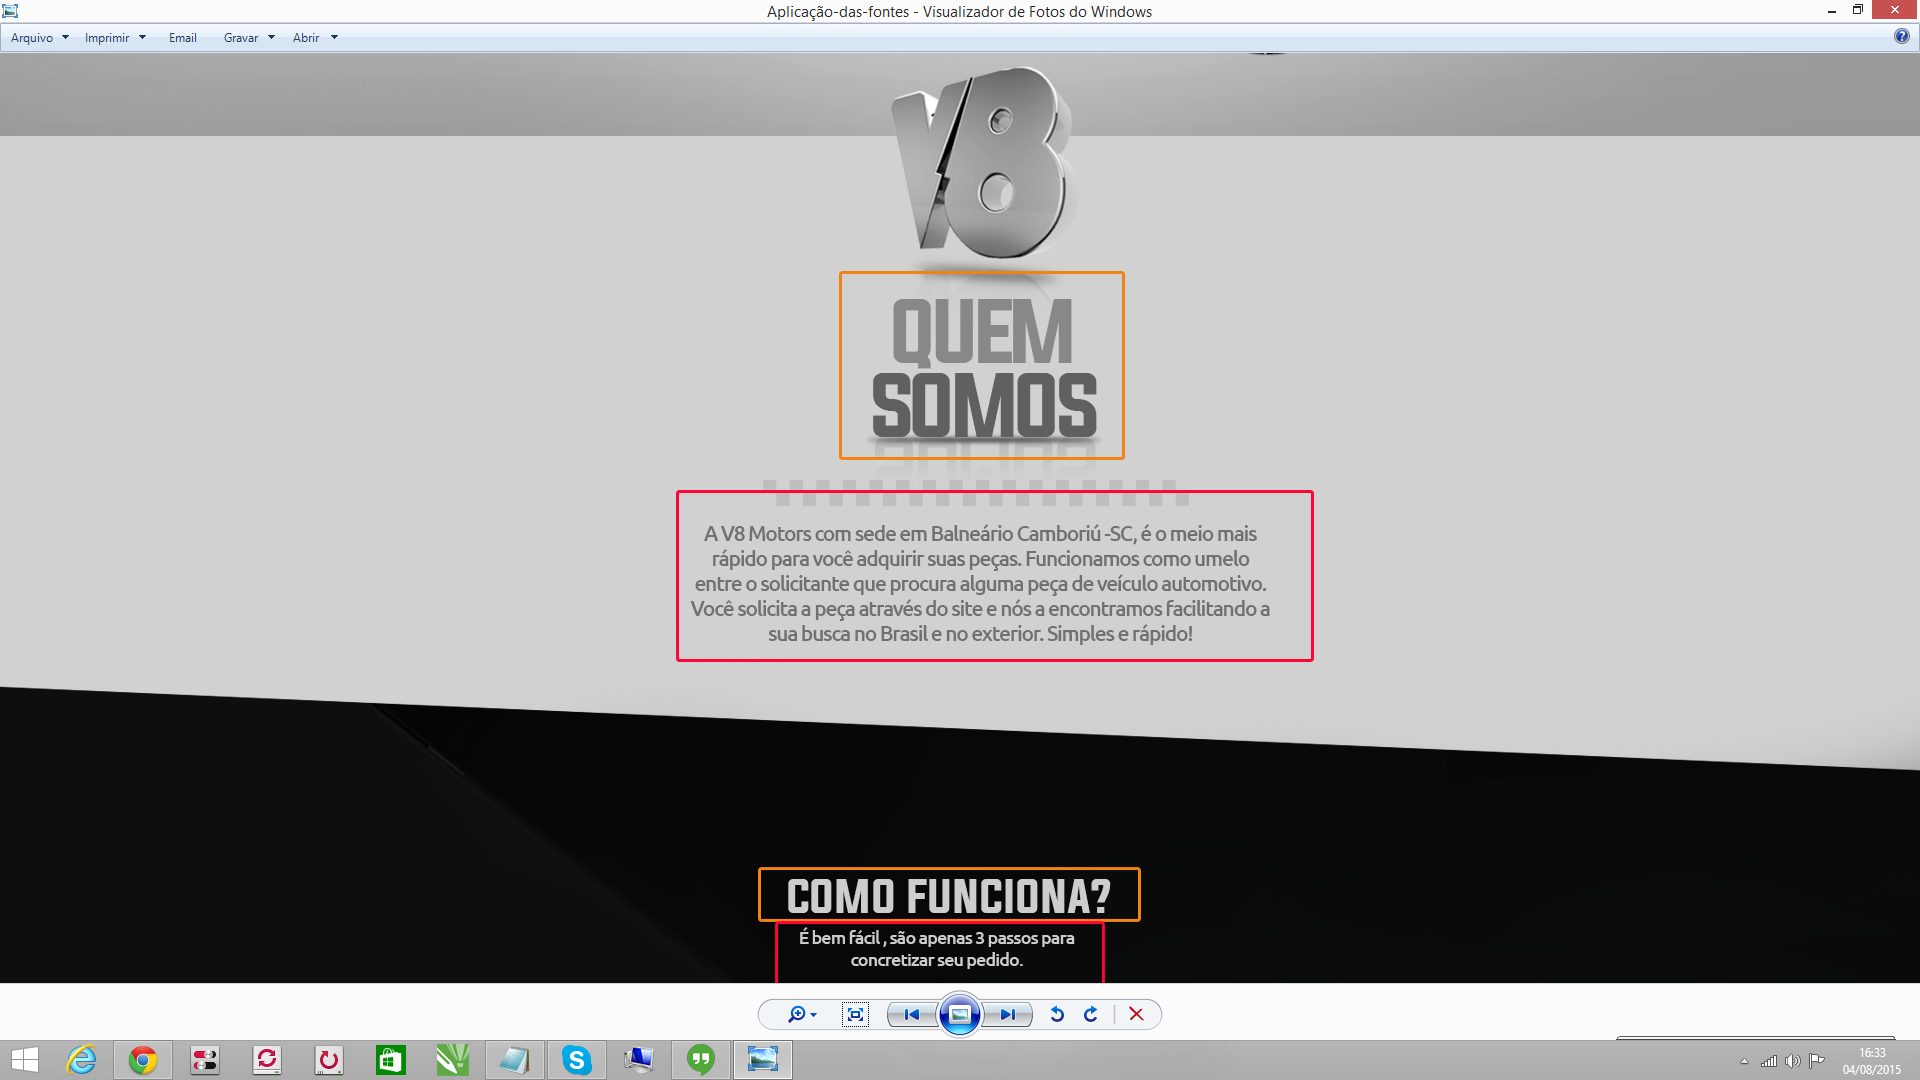 Aplicação-das-fontes - Visualizador de Fotos do Windows
Arquivo Imprimir Email Gravar Abrir
V8
QUEM
SOMOS
A V8 Motors com sede em Balneário Camboriú -SC, é o meio mais
rápido para você adquirir suas peças. Funcionamos como umelo
entre o solicitante que procura alguma peça de veículo automotivo.
Você solicita a peça através do site e nós a encontramos facilitando a
sua busca no Brasil e no exterior. Simples e rápido!
COMO FUNCIONA?
É bem fácil , são apenas 3 passos para
concretizar seu pedido.
16:33
04/08/2015